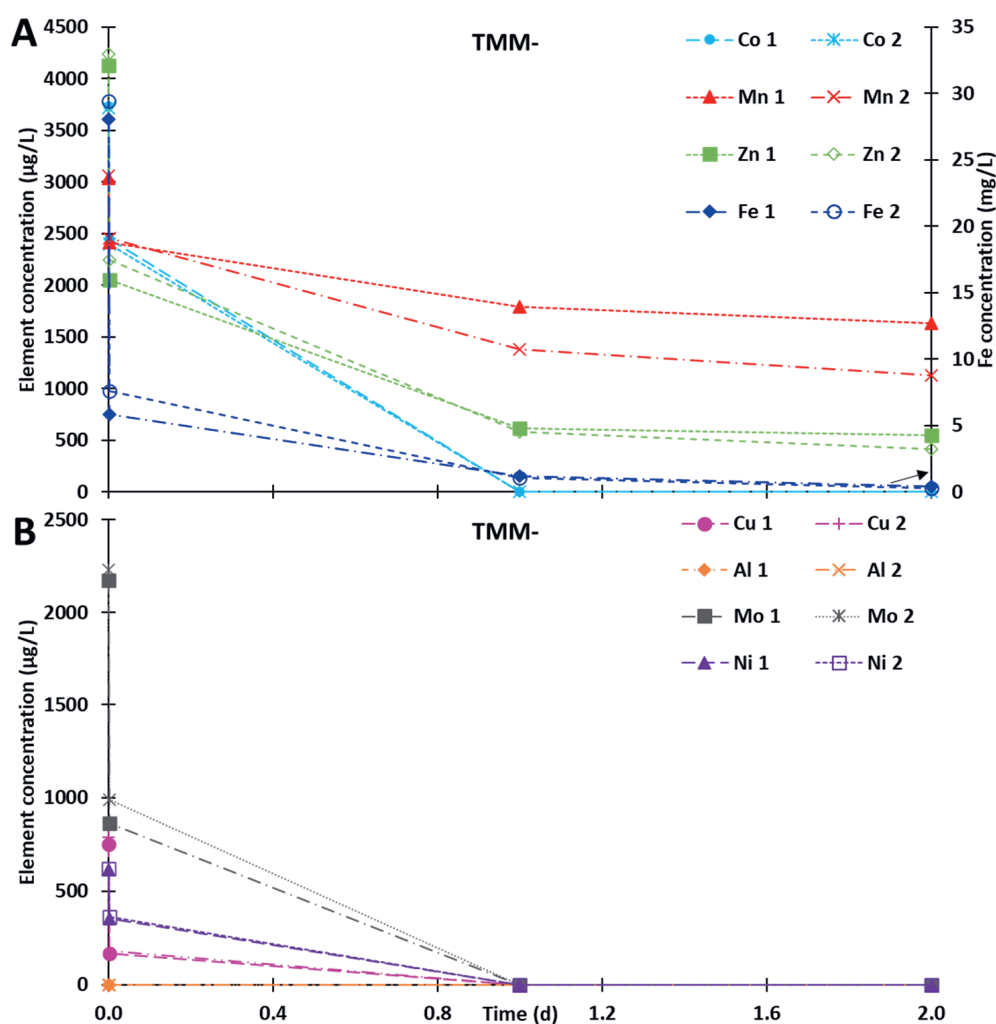 A
TMM-
Co 1
Co 2
Mn 1
Mn 2
Zn 1
Zn 2
Fe 1
Fe 2
Element concentration (µg/L)
4500
4000
3500
3000
2500
2000
1500
1000
500
0
Fe concentration (mg/L)
35
30
25
20
15
10
5
0
B
TMM-
Cu 1
Cu 2
Al 1
Al 2
Mo 1
Mo 2
Ni 1
Ni 2
Element concentration (µg/L)
2500
2000
1500
1000
500
0
0.0
0.4
0.8
Time (d)
1.2
1.6
2.0